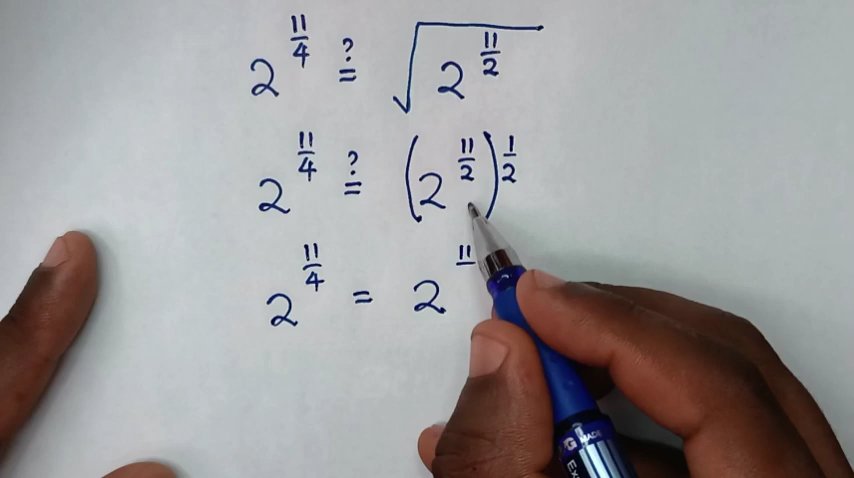 2^(11/4) ≟ √(2^(11/2))
2^(11/4) ≟ (2^(11/2))^(1/2)
2^(11/4) = 2^(11/
MADE